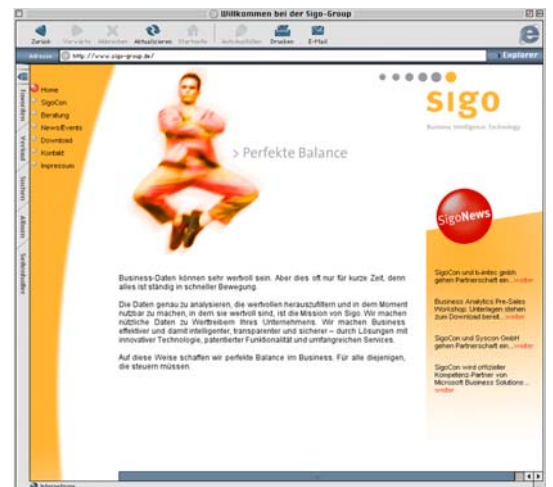 Willkommen bei der Sigo-Group
Zurück Vorwärts Abbrechen Aktualisieren Startseite AutoAusfüllen Drucken E-Mail
Adresse: http://www.sigo-group.de/ › Explorer
Favoriten
Verlauf
Suchen
Album
Seitenhalter
Home
SigoCon
Beratung
News/Events
Download
Kontakt
Impressum
> Perfekte Balance
sigo
Business Intelligence Technology
SigoNews
Business-Daten können sehr wertvoll sein. Aber dies oft nur für kurze Zeit, denn
alles ist ständig in schneller Bewegung.
Die Daten genau zu analysieren, die wertvollen herauszufiltern und in dem Moment
nutzbar zu machen, in dem sie wertvoll sind, ist die Mission von Sigo. Wir machen
nützliche Daten zu Werttreibern Ihres Unternehmens. Wir machen Business
effektiver und damit intelligenter, transparenter und sicherer – durch Lösungen mit
innovativer Technologie, patentierter Funktionalität und umfangreichen Services.
Auf diese Weise schaffen wir perfekte Balance im Business. Für alle diejenigen,
die steuern müssen.
SigoCon und gmbh
gehen Partnerschaft ein...weiter
Business Analytics Pre-Sales
Workshop: Unterlagen stehen
zum Download bereit...weiter
SigoCon und Syscon GmbH
gehen Partnerschaft ein...weiter
SigoCon wird offizieller
Kompetenz-Partner von
Microsoft Business Solutions...
weiter